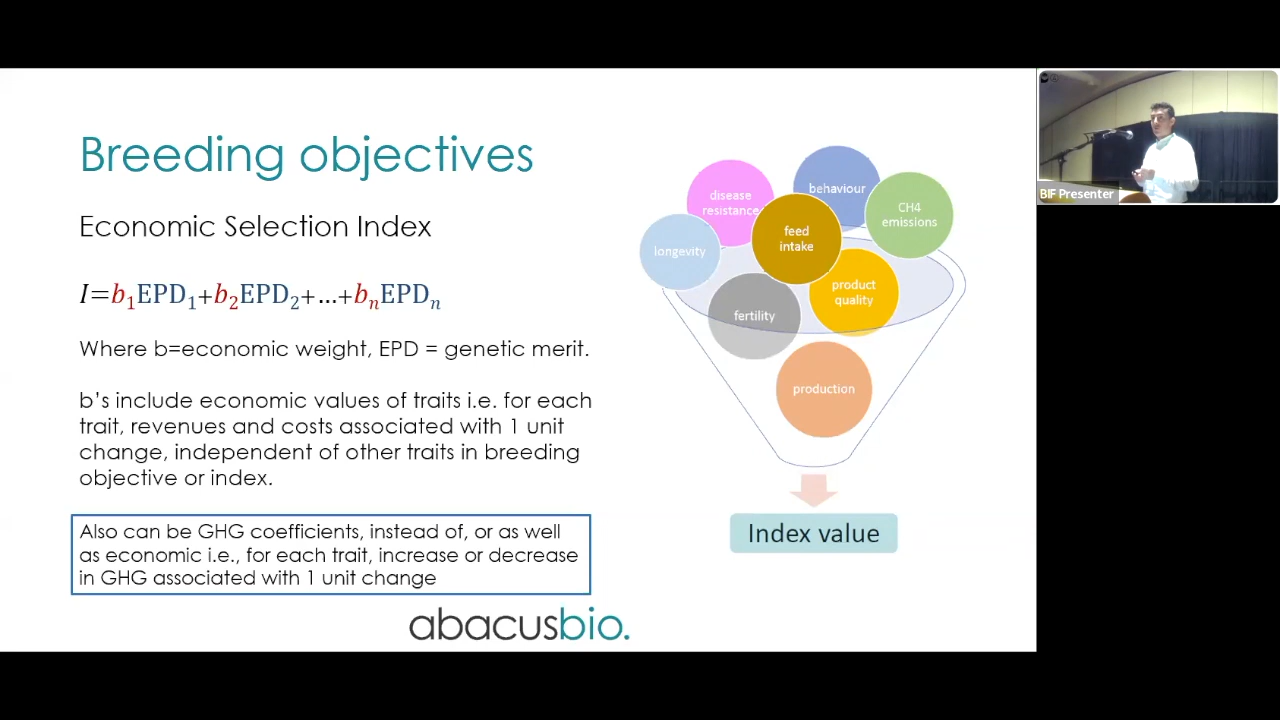 Breeding objectives
Economic Selection Index
I=b₁EPD₁+b₂EPD₂+...+bₙEPDₙ
Where b=economic weight, EPD = genetic merit.
b's include economic values of traits i.e. for each
trait, revenues and costs associated with 1 unit
change, independent of other traits in breeding
objective or index.
Also can be GHG coefficients, instead of, or as well
as economic i.e., for each trait, increase or decrease
in GHG associated with 1 unit change
abacusbio.
disease
resistance
behaviour
CH4
emissions
longevity
feed
intake
product
quality
fertility
production
Index value
BIF Presenter